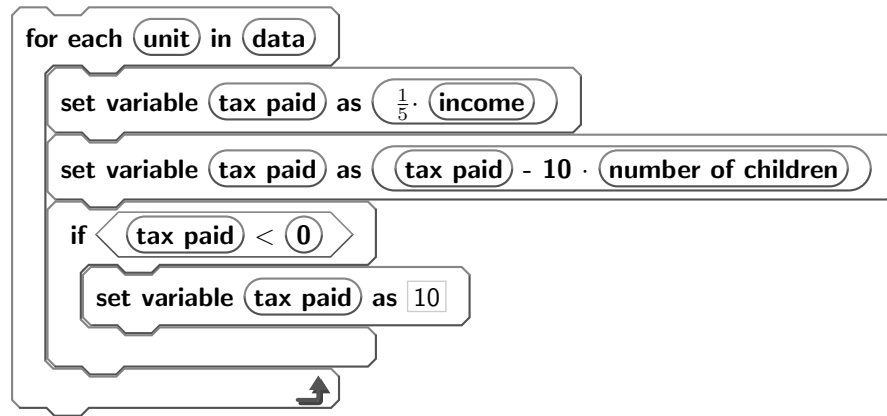 for each unit in data
set variable tax paid as 1/5 · income
set variable tax paid as tax paid - 10 · number of children
if tax paid < 0
set variable tax paid as 10